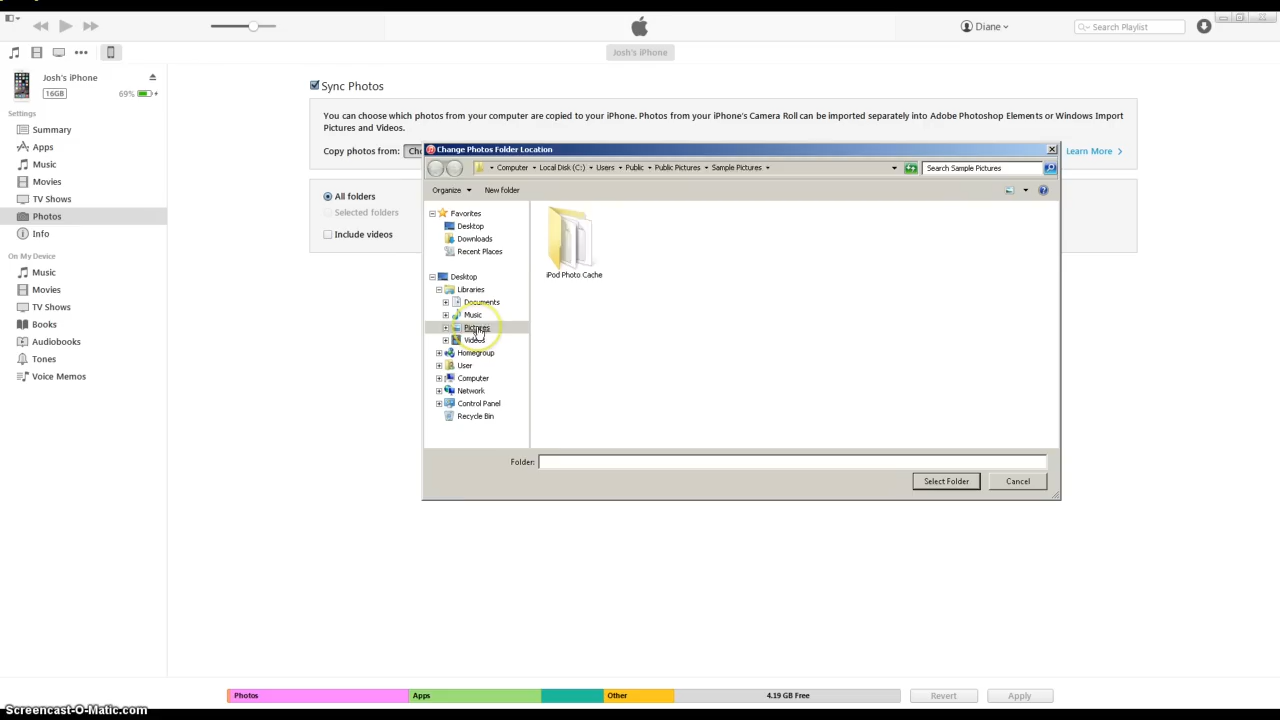 Diane
Search Playlist
Josh's iPhone
Josh's iPhone
16GB
69%
Settings
Summary
Apps
Music
Movies
TV Shows
Photos
Info
On My Device
Music
Movies
TV Shows
Books
Audiobooks
Tones
Voice Memos
Sync Photos
You can choose which photos from your computer are copied to your iPhone. Photos from your iPhone's Camera Roll can be imported separately into Adobe Photoshop Elements or Windows Import
Pictures and Videos.
Copy photos from:
Learn More
All folders
Selected folders
Include videos
Change Photos Folder Location
Computer Local Disk (C:) Users Public Public Pictures Sample Pictures
Search Sample Pictures
Organize New folder
Favorites
Desktop
Downloads
Recent Places
Desktop
Libraries
Documents
Music
Pictures
Videos
Homegroup
User
Computer
Network
Control Panel
Recycle Bin
iPod Photo Cache
Folder:
Select Folder Cancel
Photos Apps Other 4.19 GB Free Revert Apply
Screencast-O-Matic.com